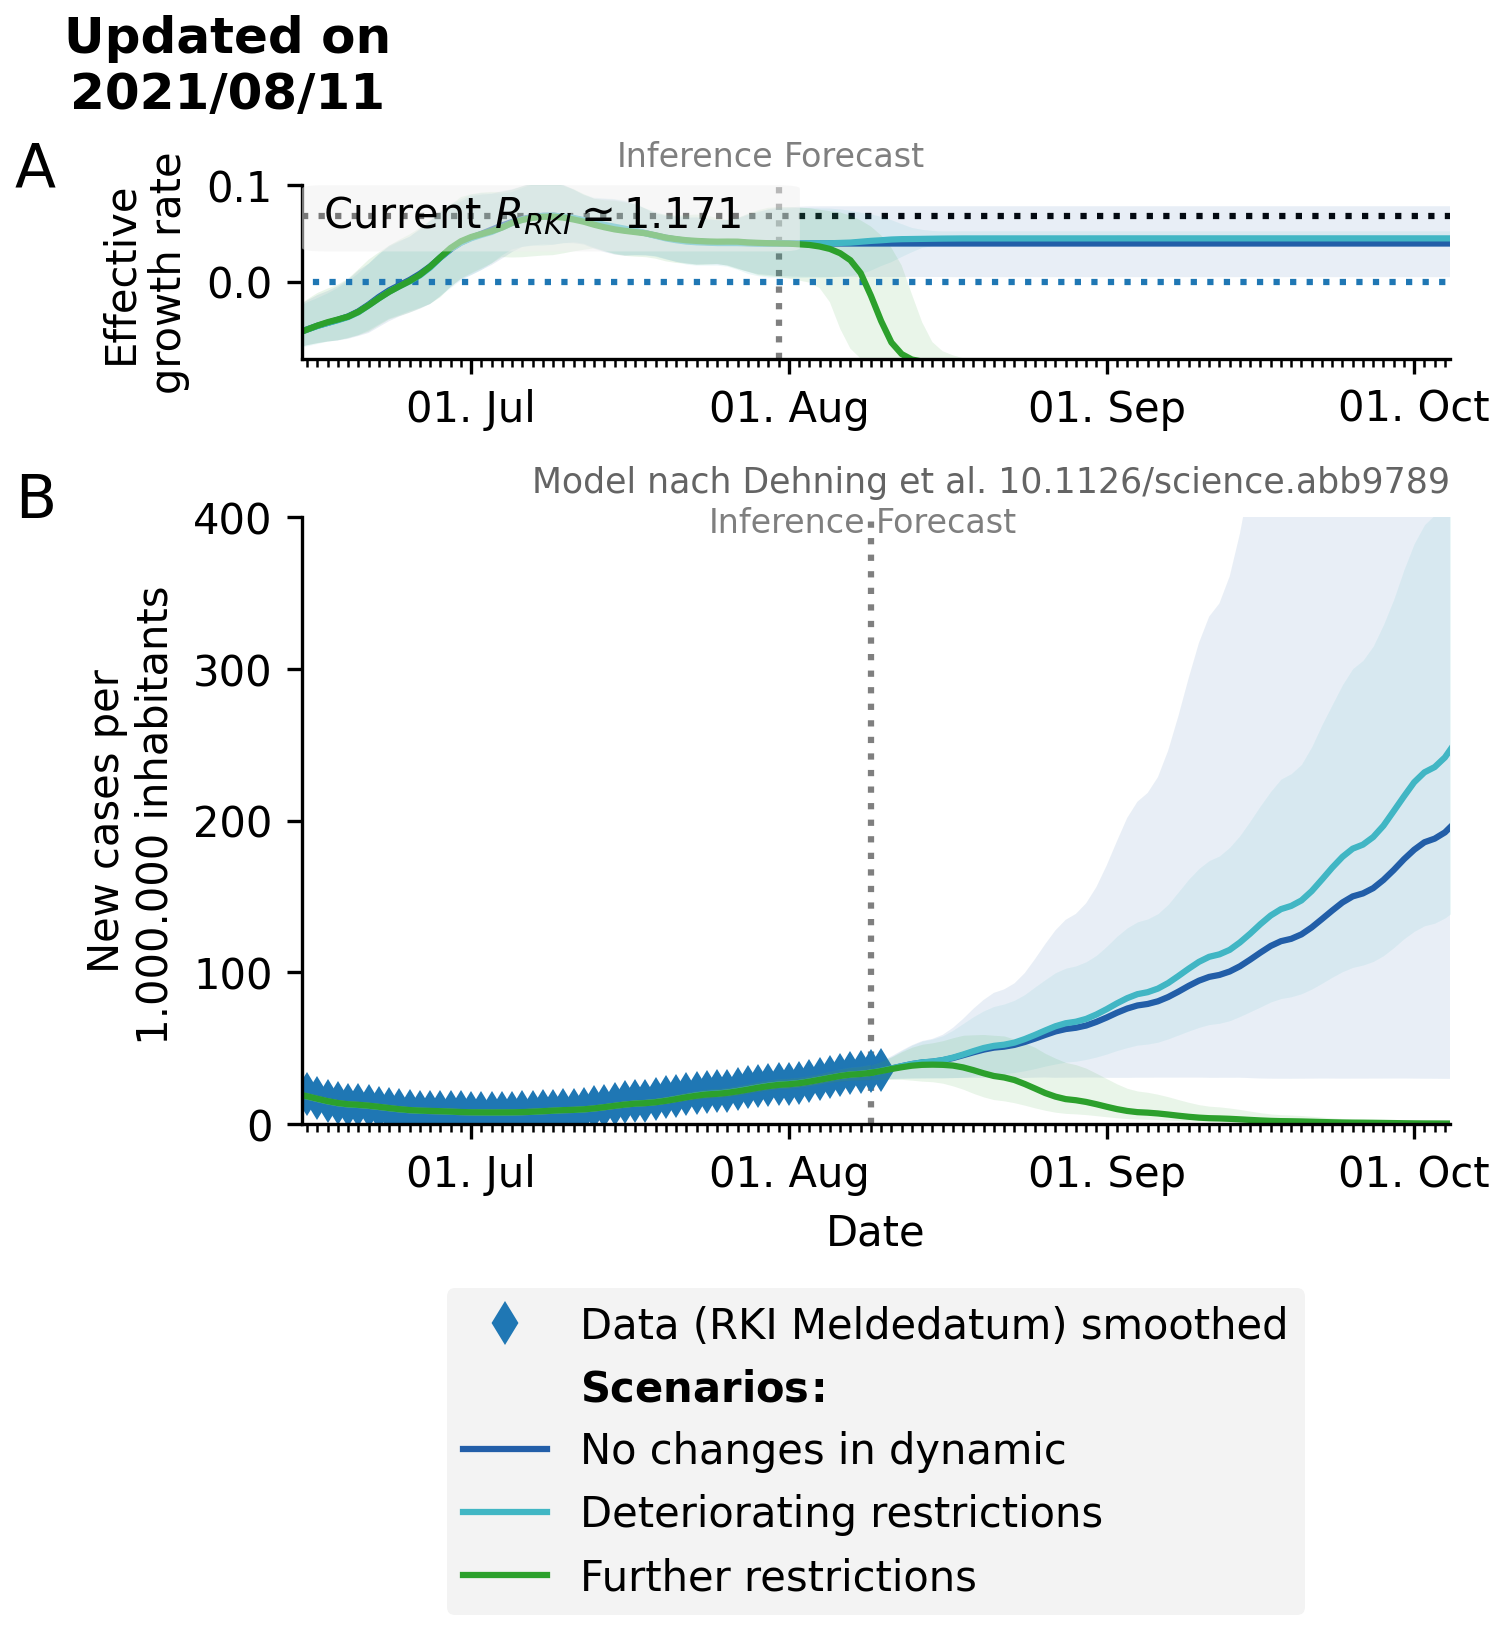 Updated on
2021/08/11
A
Inference Forecast
Effective
growth rate
0.1
0.0
Current R_RKI ≃ 1.171
01. Jul
01. Aug
01. Sep
01. Oct
B
Model nach Dehning et al. 10.1126/science.abb9789
Inference Forecast
New cases per
1.000.000 inhabitants
400
300
200
100
0
01. Jul
01. Aug
01. Sep
01. Oct
Date
Data (RKI Meldedatum) smoothed
Scenarios:
No changes in dynamic
Deteriorating restrictions
Further restrictions